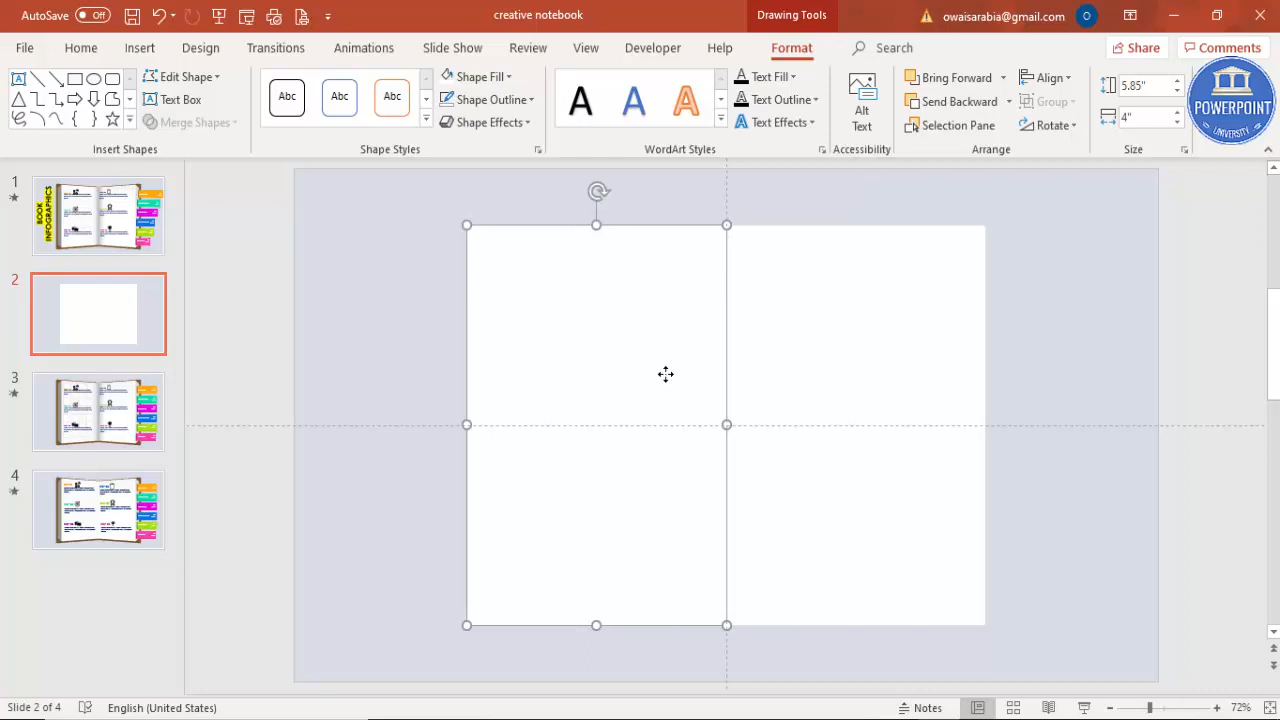 AutoSave Off creative notebook Drawing Tools owaisarabia@gmail.com O
File Home Insert Design Transitions Animations Slide Show Review View Developer Help Format Search Share Comments
Edit Shape
Text Box
Merge Shapes
Insert Shapes
Abc Abc Abc
Shape Fill
Shape Outline
Shape Effects
Shape Styles
A A A
Text Fill
Text Outline
Text Effects
WordArt Styles
Alt
Text
Accessibility
Bring Forward
Send Backward
Selection Pane
Align
Group
Rotate
Arrange
5.85"
4"
Size
POWERPOINT
UNIVERSITY
1
BOOK
INFOGRAPHICS
2
3
4
Slide 2 of 4 English (United States) Notes 72%